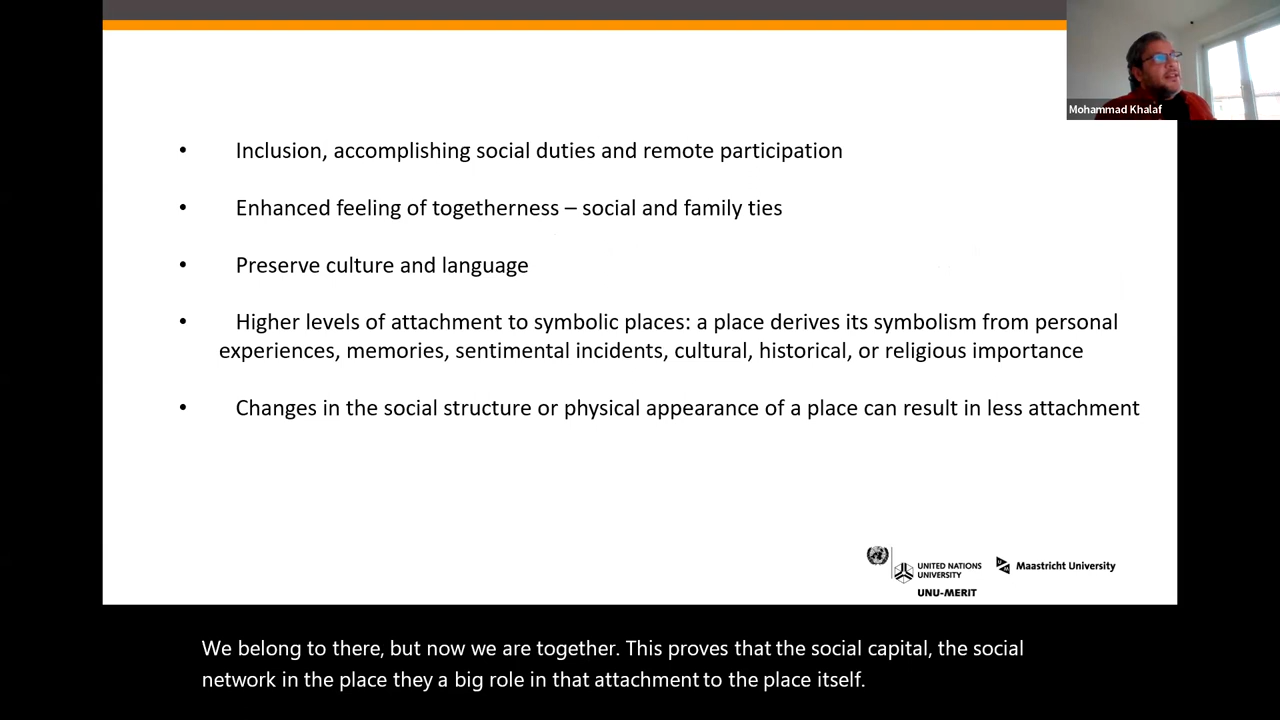 Mohammad Khalaf
• Inclusion, accomplishing social duties and remote participation
• Enhanced feeling of togetherness – social and family ties
• Preserve culture and language
• Higher levels of attachment to symbolic places: a place derives its symbolism from personal
experiences, memories, sentimental incidents, cultural, historical, or religious importance
• Changes in the social structure or physical appearance of a place can result in less attachment
UNITED NATIONS
UNIVERSITY
UNU-MERIT
Maastricht University
We belong to there, but now we are together. This proves that the social capital, the social
network in the place they a big role in that attachment to the place itself.